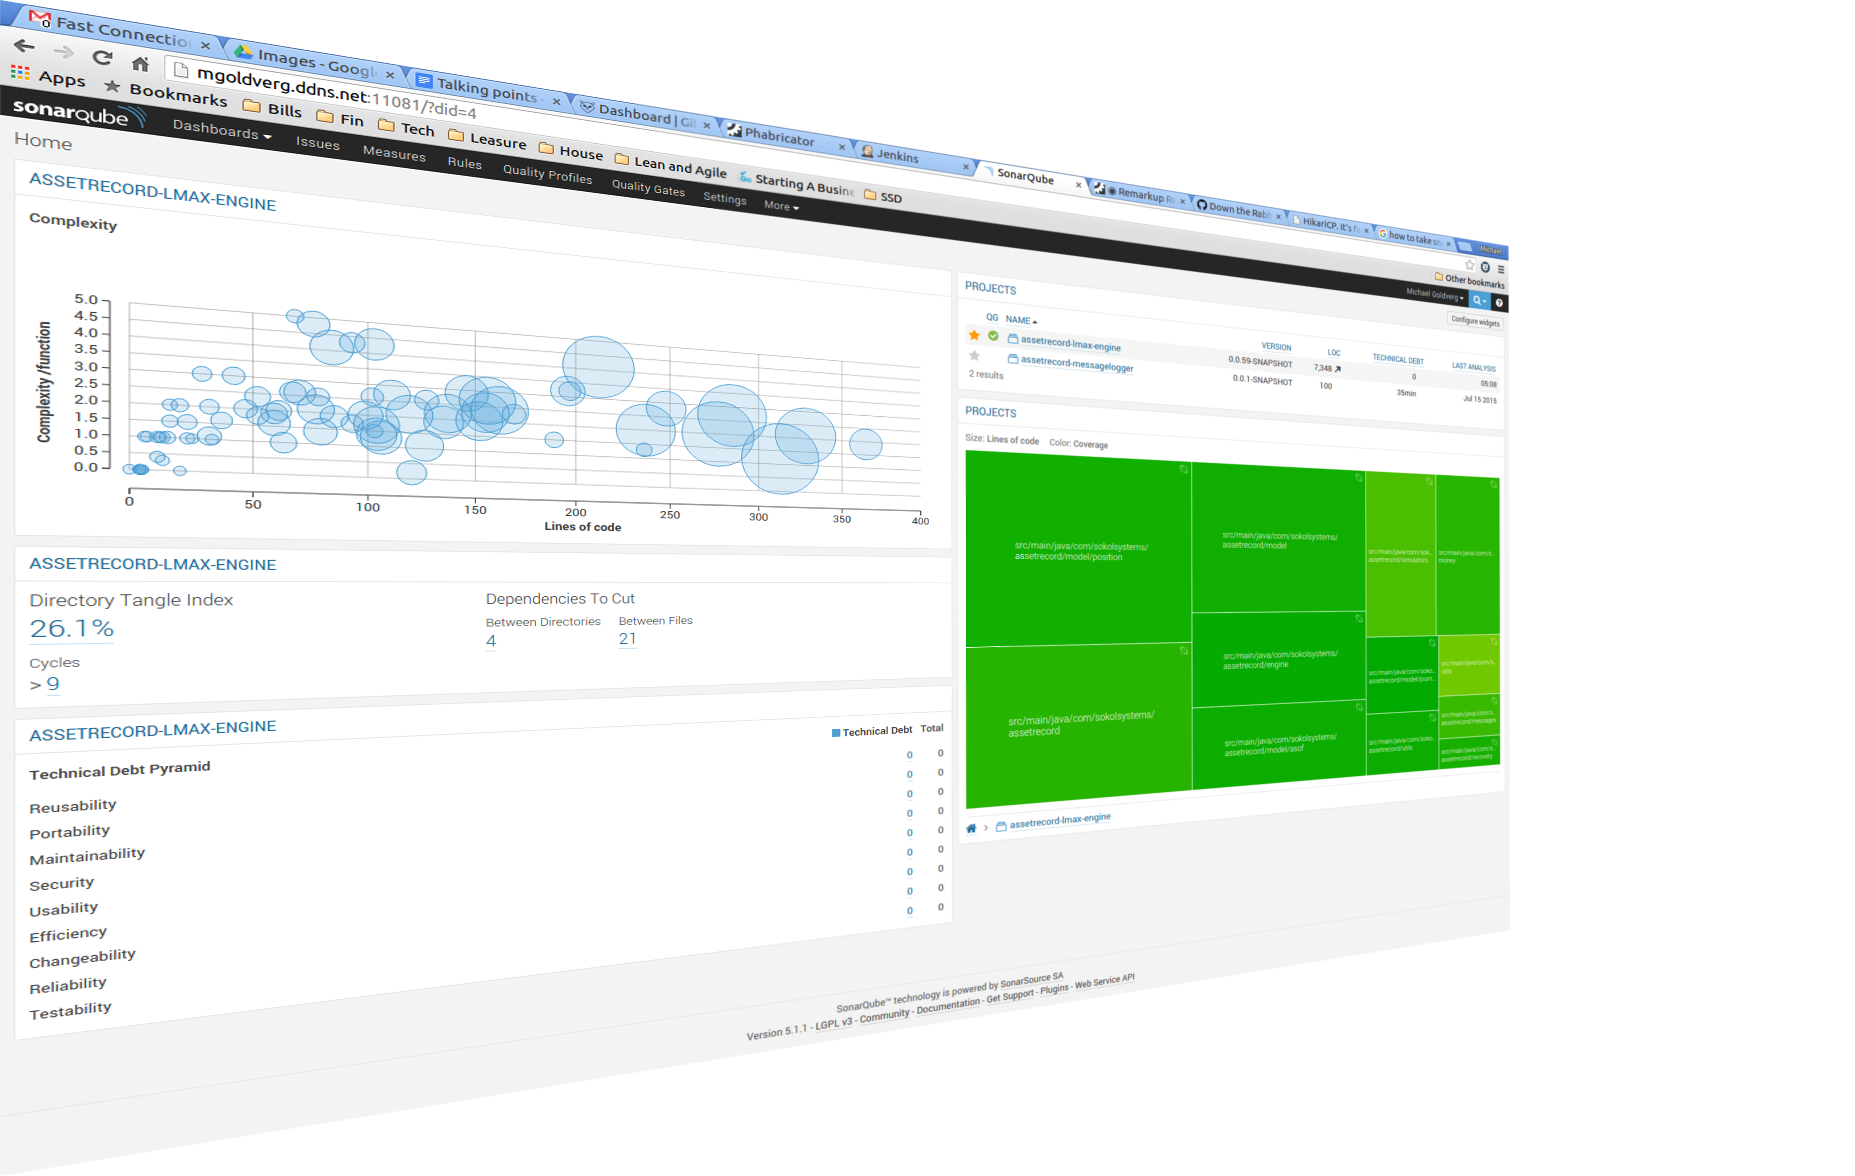 Fast Connectio
Images - Googl
Talking points
Dashboard | Gi
Phabricator
Jenkins
SonarQube
Remarkup R
Down the Rab
HikariCP. It's f
how to take sn
Michael
mgoldverg.ddns.net:11081/?did=4
Apps
Bookmarks
Bills
Fin
Tech
Leasure
House
Lean and Agile
Starting A Busine
SSD
Other bookmarks
sonarqube
Dashboards
Issues
Measures
Rules
Quality Profiles
Quality Gates
Settings
More
Michael Goldverg
Home
Configure widgets
ASSETRECORD-LMAX-ENGINE
Complexity
5.0
4.5
4.0
3.5
3.0
2.5
2.0
1.5
1.0
0.5
0.0
Complexity /function
0 50 100 150 200 250 300 350 400
Lines of code
ASSETRECORD-LMAX-ENGINE
Directory Tangle Index
26.1%
Cycles
> 9
Dependencies To Cut
Between Directories Between Files
4 21
ASSETRECORD-LMAX-ENGINE
Technical Debt Total
Technical Debt Pyramid
0 0
Reusability 0 0
Portability 0 0
Maintainability 0 0
Security 0 0
Usability 0 0
Efficiency 0 0
Changeability 0 0
Reliability 0 0
Testability
PROJECTS
QG NAME VERSION LOC TECHNICAL DEBT LAST ANALYSIS
assetrecord-lmax-engine 0.0.59-SNAPSHOT 7,348 0 05:08
assetrecord-messagelogger 0.0.1-SNAPSHOT 100 35min Jul 15 2015
2 results
PROJECTS
Size: Lines of code Color: Coverage
src/main/java/com/sokolsystems/
assetrecord/model/position
src/main/java/com/sokolsystems/
assetrecord
src/main/java/com/sokolsystems/
assetrecord/model
src/main/java/com/sokolsystems/
assetrecord/engine
src/main/java/com/sokolsystems/
assetrecord/model/asof
src/main/java/com/sok..
assetrecord/simulators
src/main/java/com/s..
money
src/main/java/com/soko..
assetrecord/model/journ..
src/main/java/com/soko..
assetrecord/utils
src/main/java/com/s..
utils
src/main/java/com/s..
assetrecord/messages
src/main/java/com/s..
assetrecord/recovery
assetrecord-lmax-engine
SonarQube™ technology is powered by SonarSource SA
Version 5.1.1 - LGPL v3 - Community - Documentation - Get Support - Plugins - Web Service API